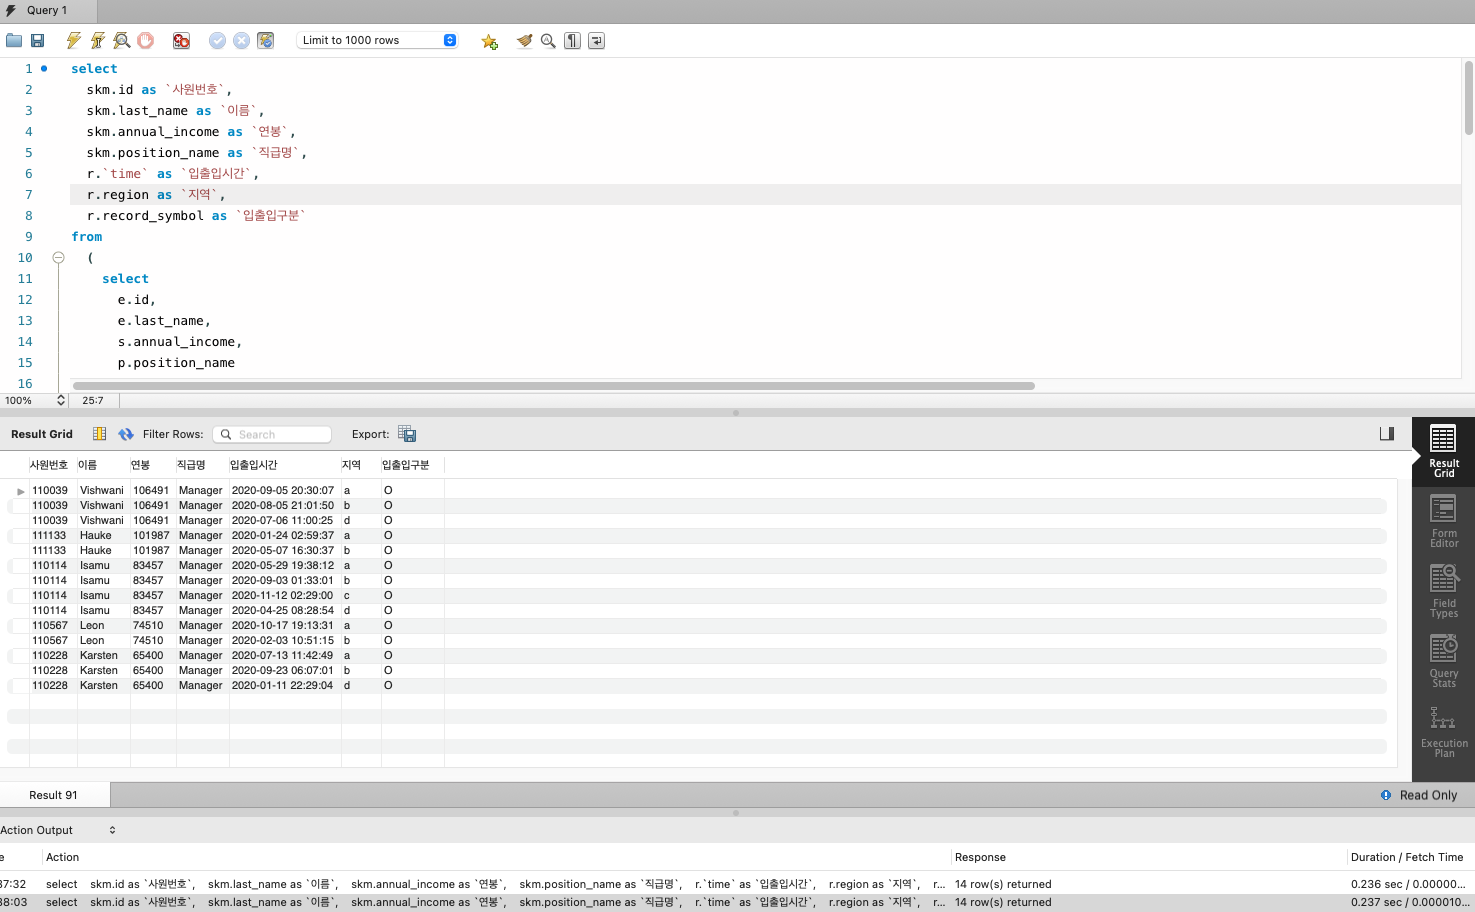 Query 1
Limit to 1000 rows
1 select
2 skm.id as `사원번호`,
3 skm.last_name as `이름`,
4 skm.annual_income as `연봉`,
5 skm.position_name as `직급명`,
6 r.`time` as `입출입시간`,
7 r.region as `지역`,
8 r.record_symbol as `입출입구분`
9 from
10 (
11 select
12 e.id,
13 e.last_name,
14 s.annual_income,
15 p.position_name
16
100% 25:7
Result Grid Filter Rows: Search Export:
사원번호 이름 연봉 직급명 입출입시간 지역 입출입구분
110039 Vishwani 106491 Manager 2020-09-05 20:30:07 a O
110039 Vishwani 106491 Manager 2020-08-05 21:01:50 b O
110039 Vishwani 106491 Manager 2020-07-06 11:00:25 d O
111133 Hauke 101987 Manager 2020-01-24 02:59:37 a O
111133 Hauke 101987 Manager 2020-05-07 16:30:37 b O
110114 Isamu 83457 Manager 2020-05-29 19:38:12 a O
110114 Isamu 83457 Manager 2020-09-03 01:33:01 b O
110114 Isamu 83457 Manager 2020-11-12 02:29:00 c O
110114 Isamu 83457 Manager 2020-04-25 08:28:54 d O
110567 Leon 74510 Manager 2020-10-17 19:13:31 a O
110567 Leon 74510 Manager 2020-02-03 10:51:15 b O
110228 Karsten 65400 Manager 2020-07-13 11:42:49 a O
110228 Karsten 65400 Manager 2020-09-23 06:07:01 b O
110228 Karsten 65400 Manager 2020-01-11 22:29:04 d O
Result
Grid
Form
Editor
Field
Types
Query
Stats
Execution
Plan
Result 91 Read Only
Action Output
e Action Response Duration / Fetch Time
37:32 select skm.id as `사원번호`, skm.last_name as `이름`, skm.annual_income as `연봉`, skm.position_name as `직급명`, r.`time` as `입출입시간`, r.region as `지역`, r... 14 row(s) returned 0.236 sec / 0.00000...
38:03 select skm.id as `사원번호`, skm.last_name as `이름`, skm.annual_income as `연봉`, skm.position_name as `직급명`, r.`time` as `입출입시간`, r.region as `지역`, r... 14 row(s) returned 0.237 sec / 0.000010...